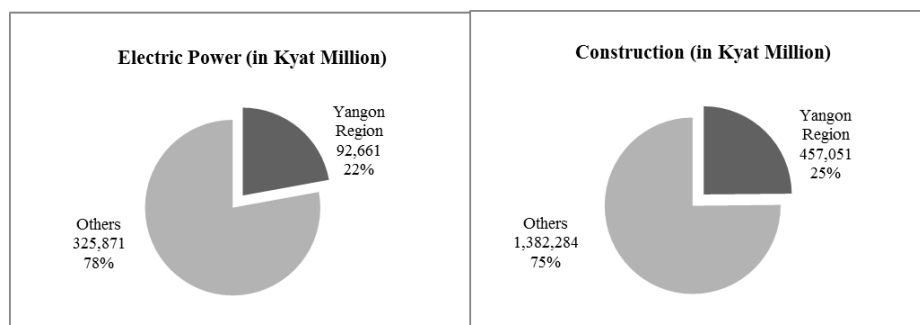 Electric Power (in Kyat Million)
Yangon
Region
92,661
22%
Others
325,871
78%
Construction (in Kyat Million)
Yangon
Region
457,051
25%
Others
1,382,284
75%